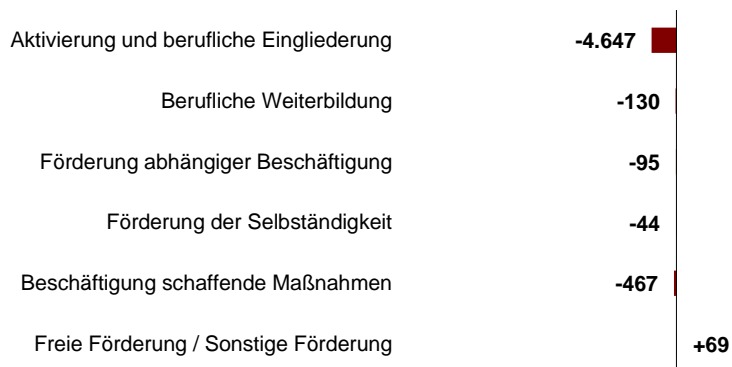 Aktivierung und berufliche Eingliederung -4.647
Berufliche Weiterbildung -130
Förderung abhängiger Beschäftigung -95
Förderung der Selbständigkeit -44
Beschäftigung schaffende Maßnahmen -467
Freie Förderung / Sonstige Förderung +69